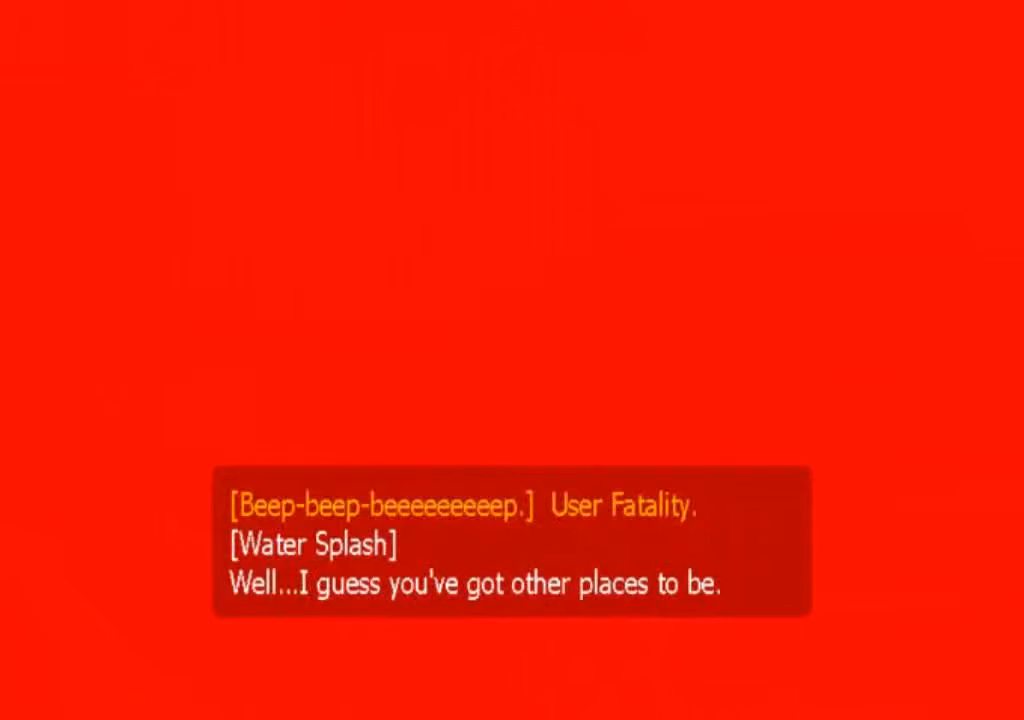 [Beep-beep-beeeeeeeeep.]  User Fatality.
[Water Splash]
Well...I guess you've got other places to be.